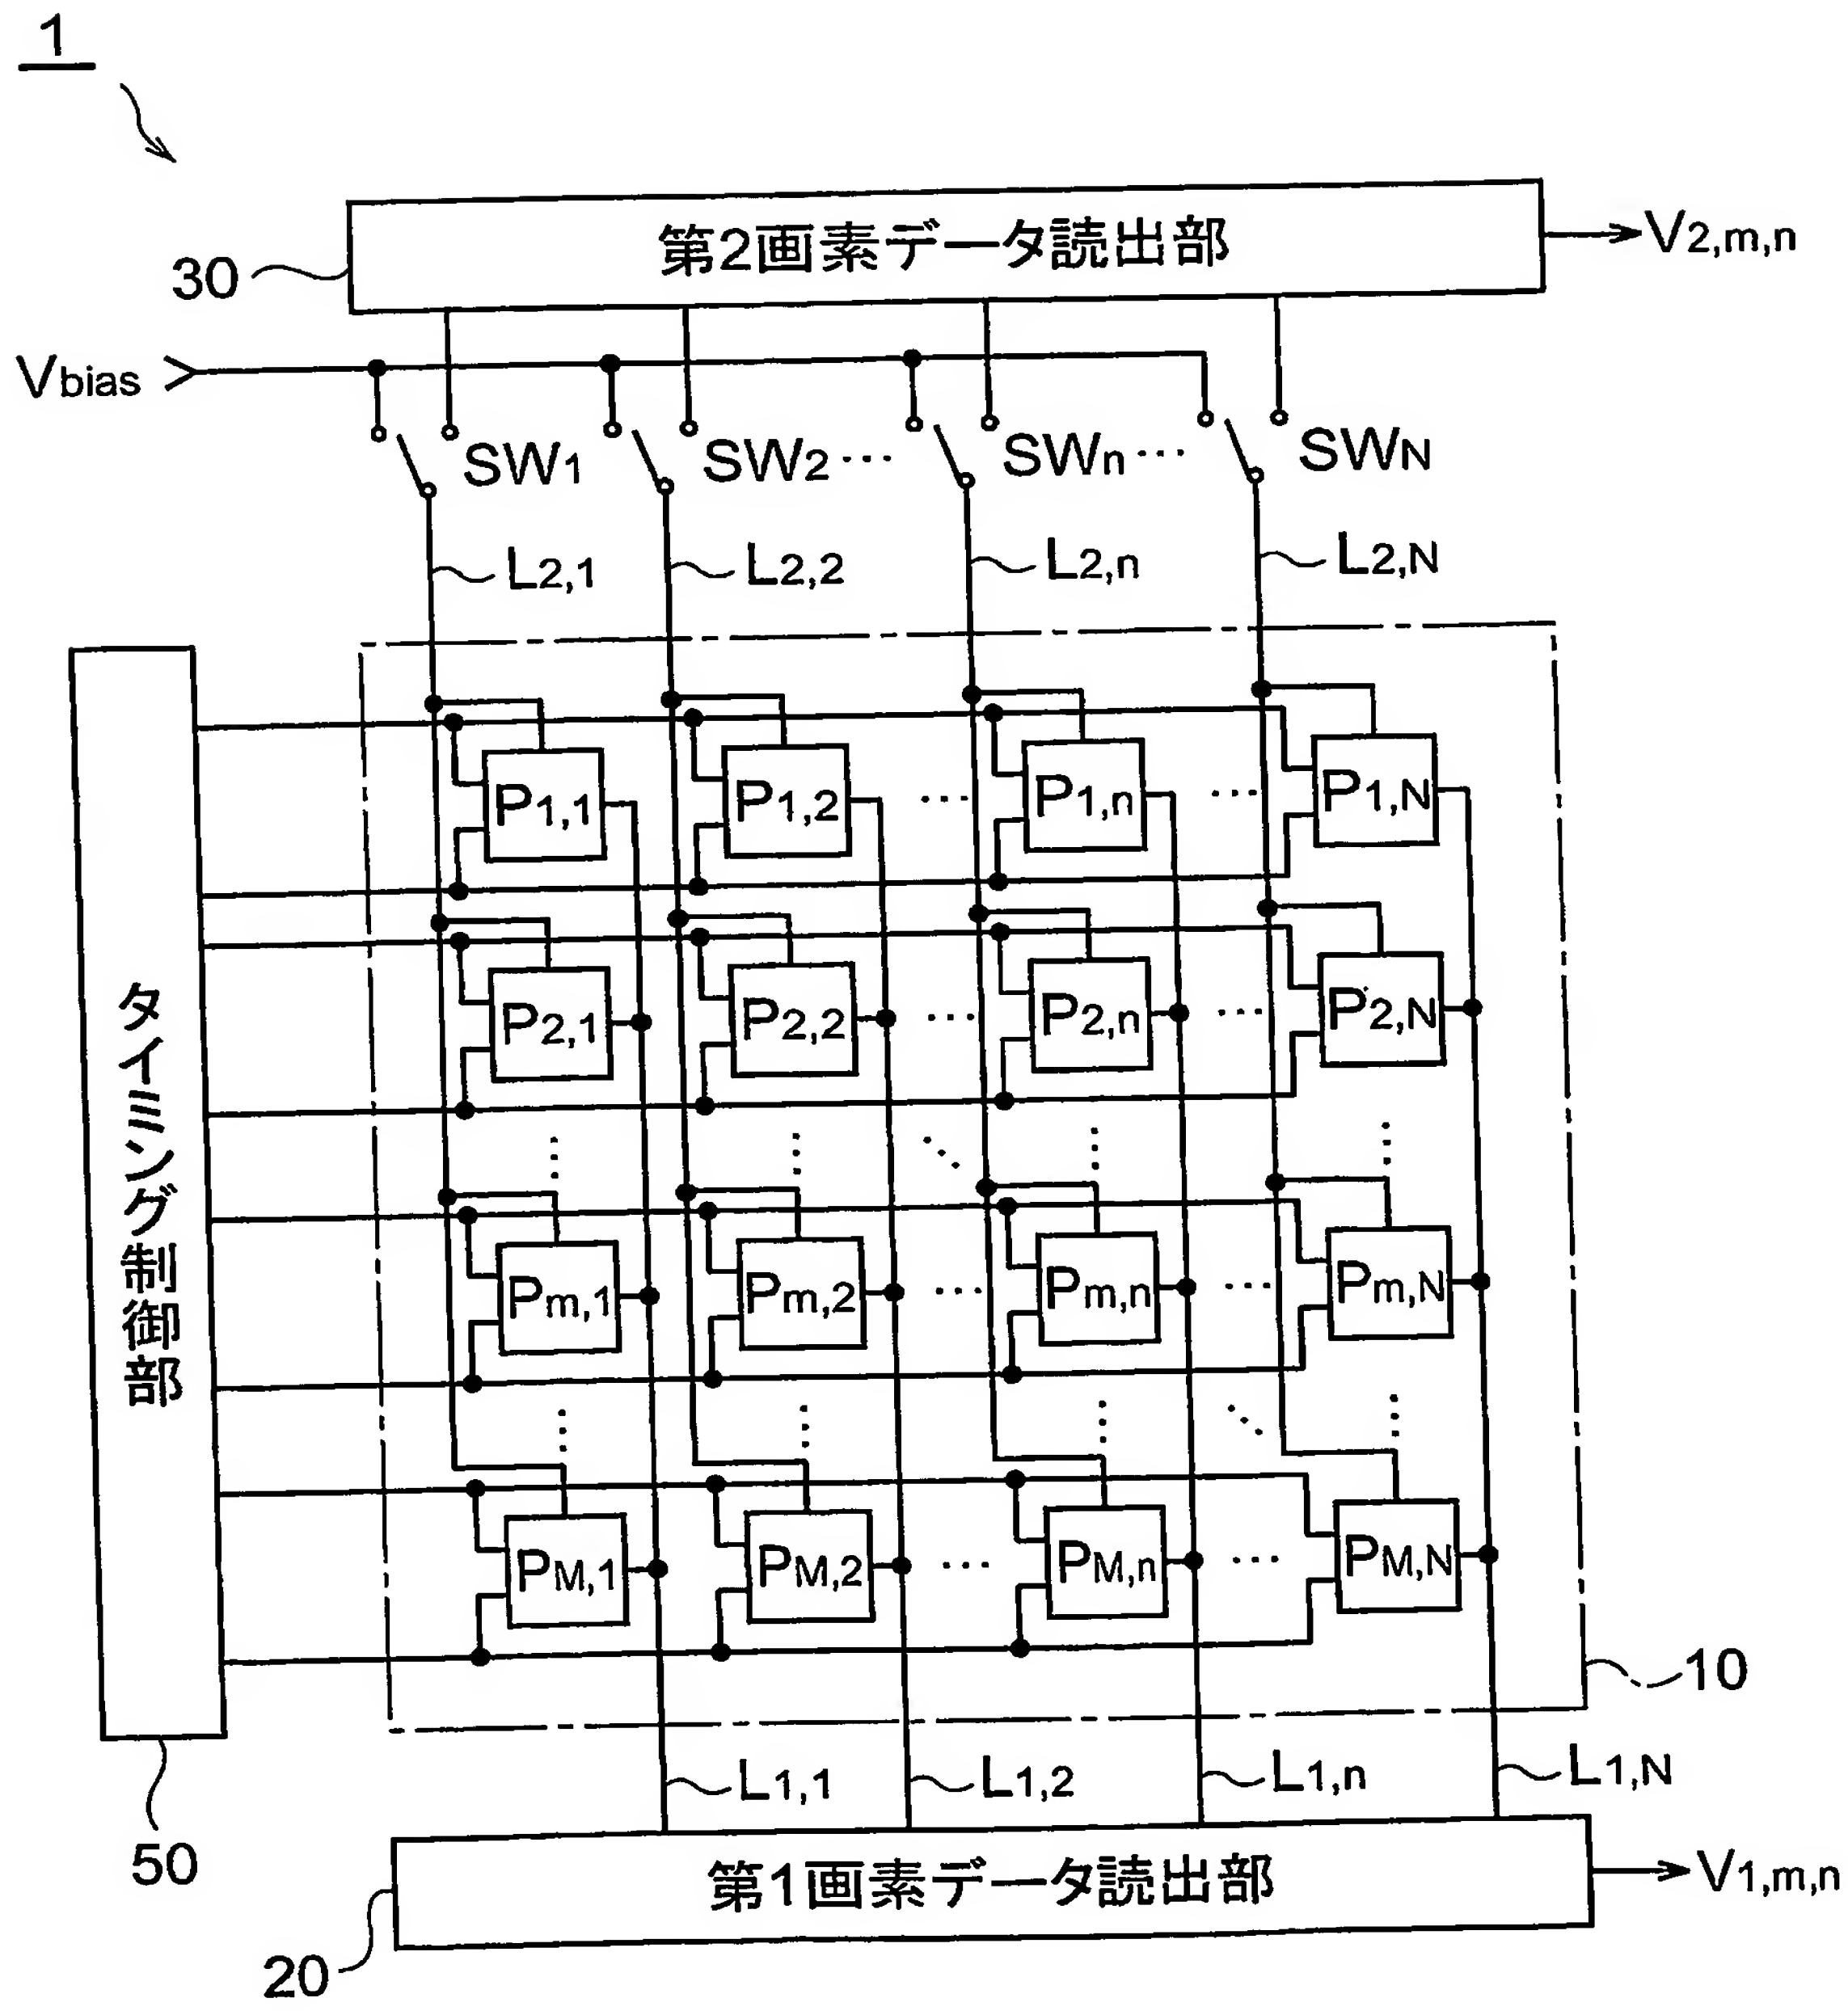 1
第2画素データ読出部
V2,m,n
30
Vbias
SW1 SW2 ··· SWn ··· SWN
L2,1 L2,2 L2,n L2,N
P1,1 P1,2 ··· P1,n ··· P1,N
P2,1 P2,2 ··· P2,n ··· P2,N
Pm,1 Pm,2 ··· Pm,n ··· Pm,N
PM,1 PM,2 ··· PM,n ··· PM,N
タイミング制御部
10
50
L1,1 L1,2 L1,n L1,N
第1画素データ読出部
V1,m,n
20